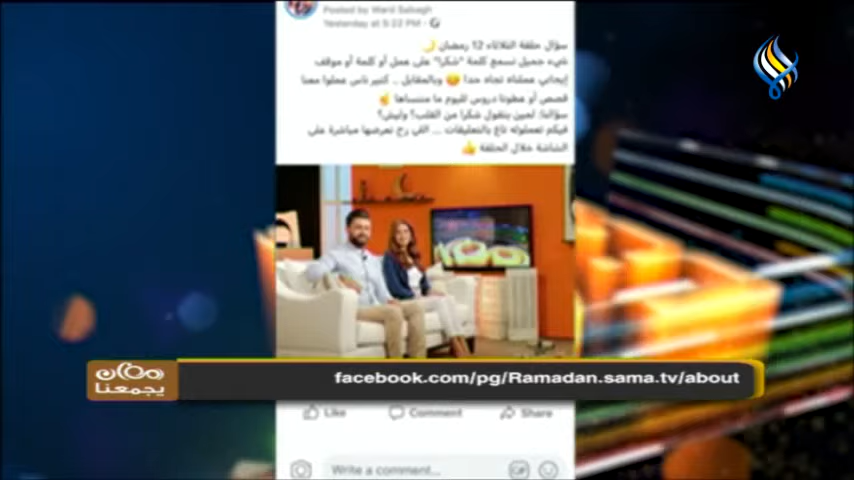 Posted by Ward Sabagh
Yesterday at 5:22 PM
سؤال حلقة الثلاثاء 12 رمضان 🌙
شيء جميل نسمع كلمة "شكرا" على عمل أو كلمة أو موقف
إيجابي عملناه تجاه حدا 😊 وبالمقابل .. كتير ناس عملوا معنا
قصص أو عطونا دروس لليوم ما مننساها ☝
سؤالنا: لمين بتقول شكرا من القلب؟ وليش؟
فيكم تعملوله تاغ بالتعليقات ... اللي رح نعرضها مباشرة على
الشاشة خلال الحلقة 👍
يجمعنا
facebook.com/pg/Ramadan.sama.tv/about
Like Comment Share
Write a comment...
GIF